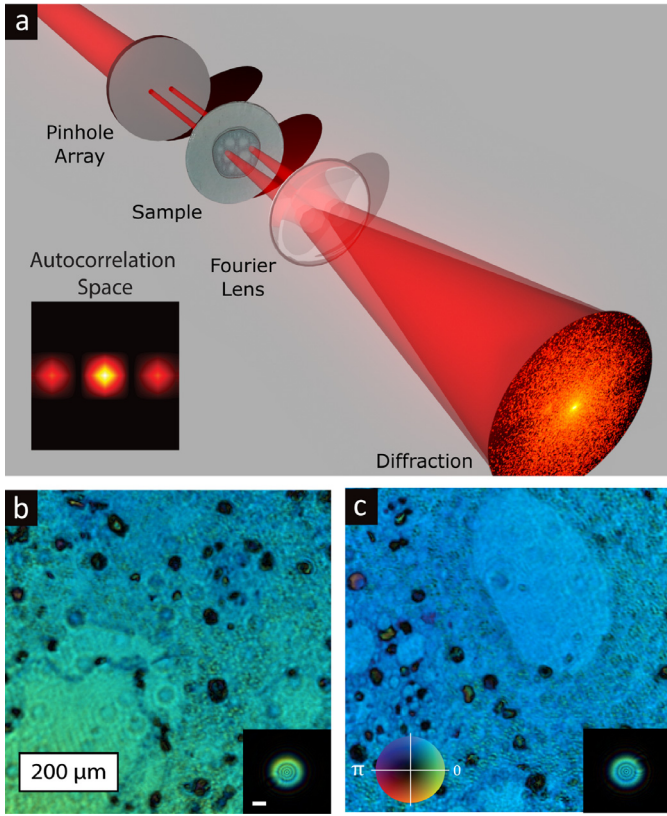 a
Pinhole
Array
Sample
Fourier
Lens
Autocorrelation
Space
Diffraction
b
200 μm
c
π
0